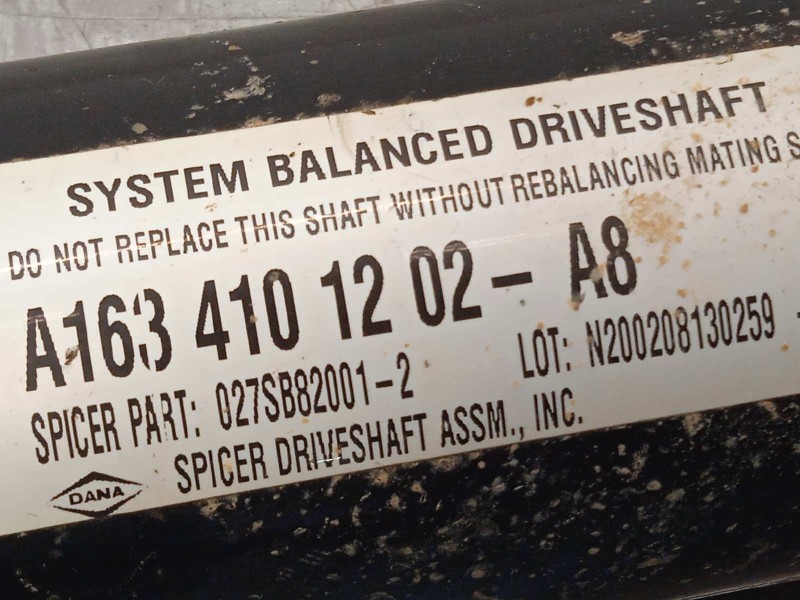 SYSTEM BALANCED DRIVESHAFT
DO NOT REPLACE THIS SHAFT WITHOUT REBALANCING MATING
A163 410 12 02 - A8
SPICER PART: 027SB82001-2 LOT: N200208130259
SPICER DRIVESHAFT ASSM., INC.
DANA